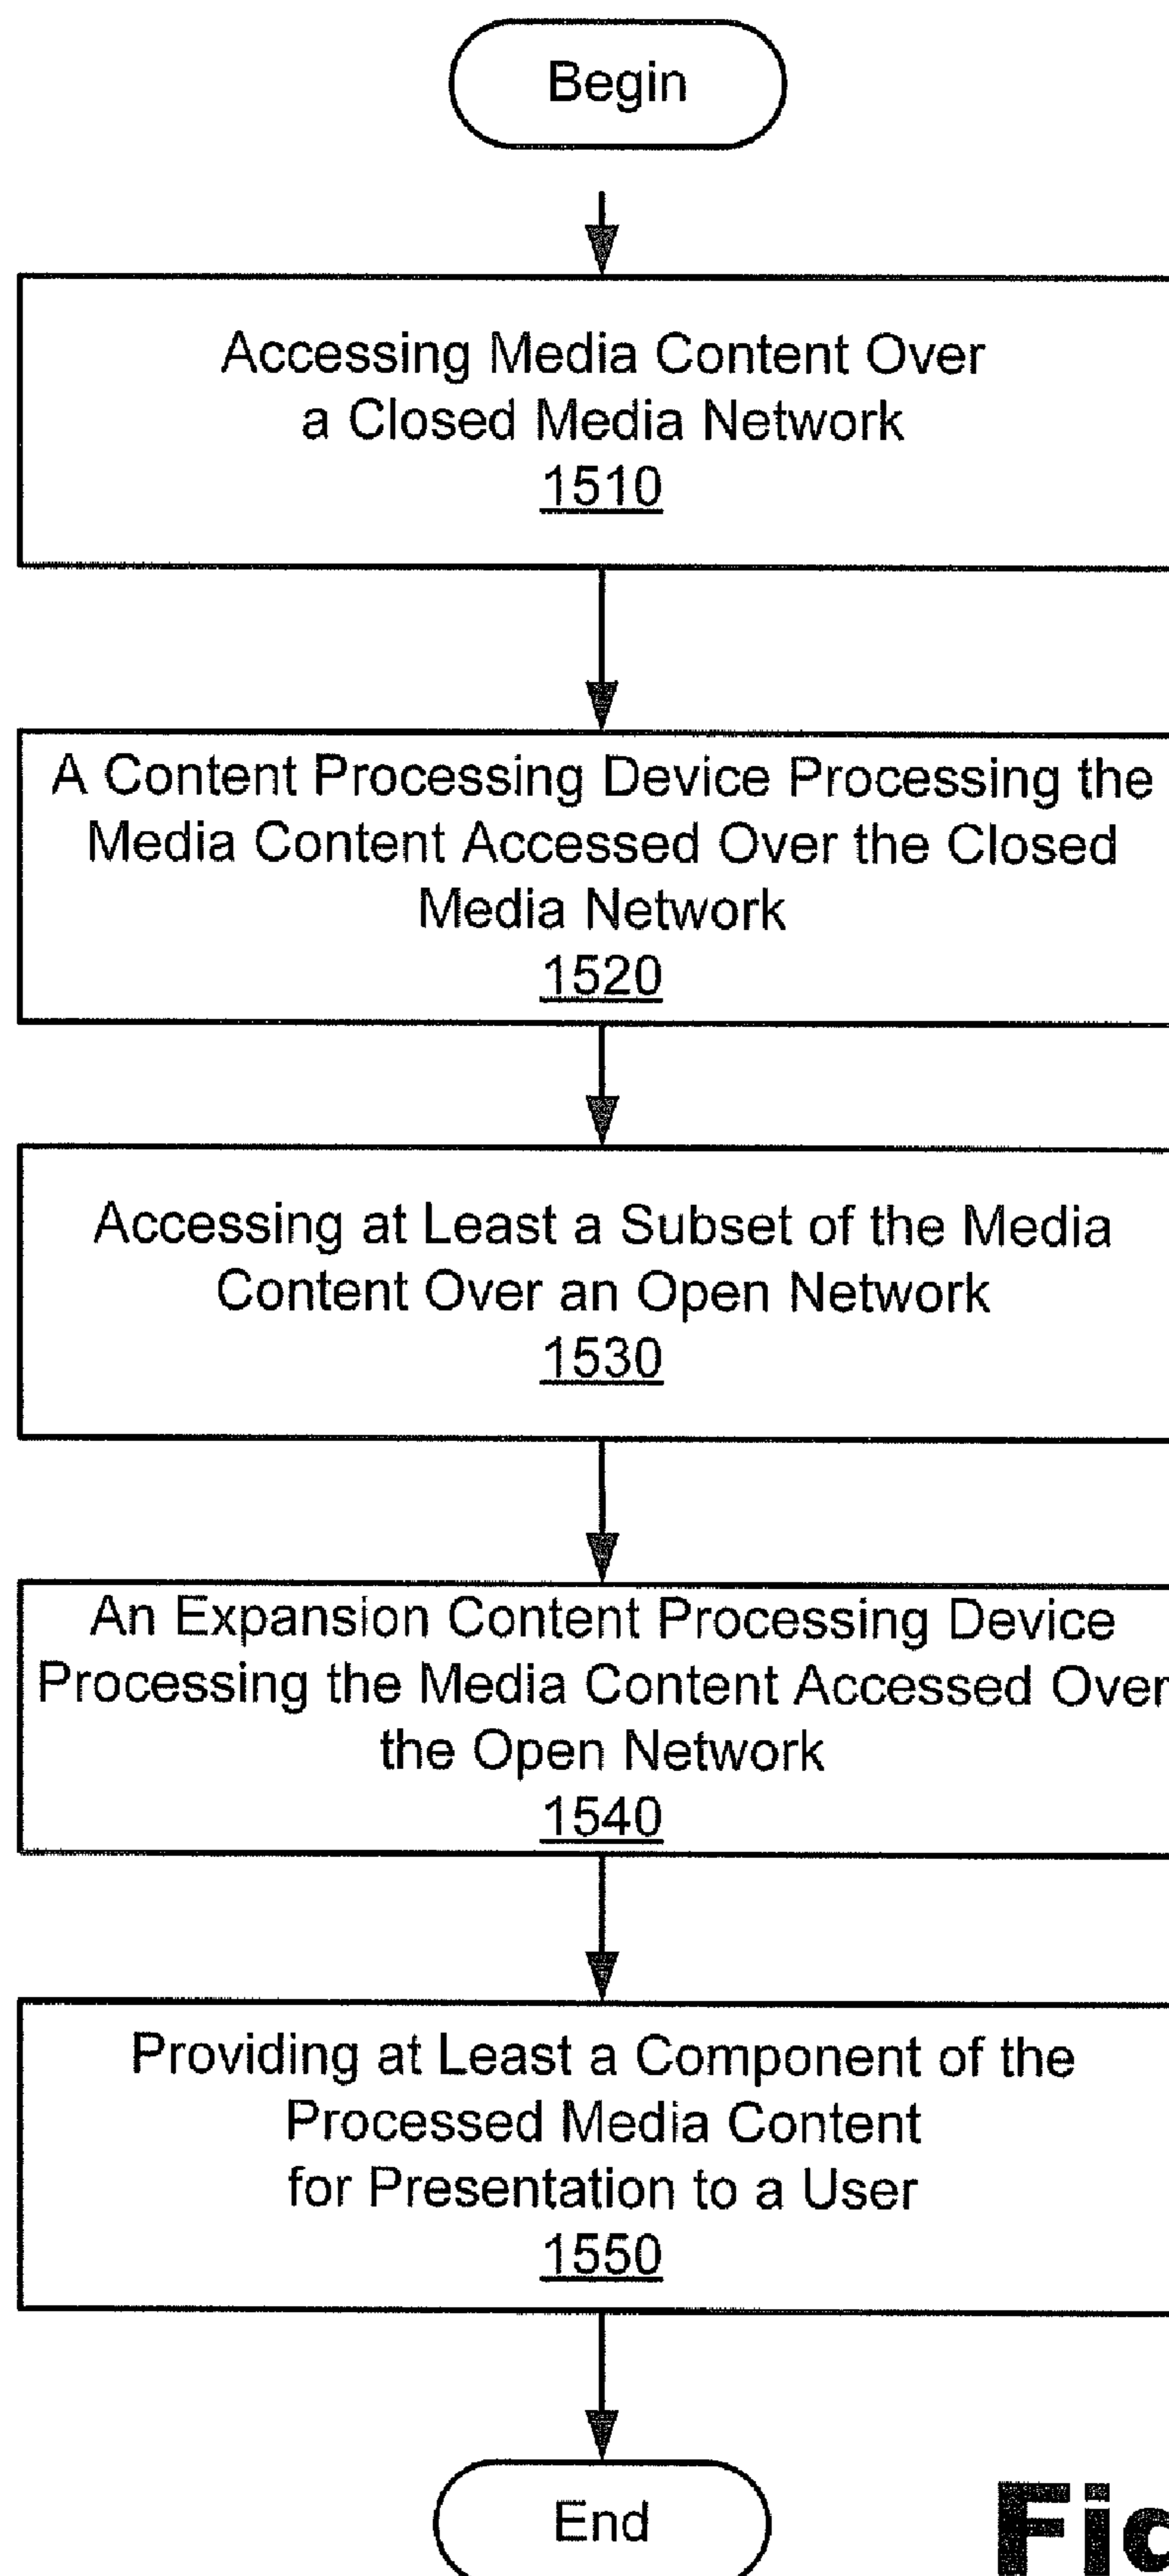 Begin
Accessing Media Content Over
a Closed Media Network
1510
A Content Processing Device Processing the
Media Content Accessed Over the Closed
Media Network
1520
Accessing at Least a Subset of the Media
Content Over an Open Network
1530
An Expansion Content Processing Device
Processing the Media Content Accessed Over
the Open Network
1540
Providing at Least a Component of the
Processed Media Content
for Presentation to a User
1550
End